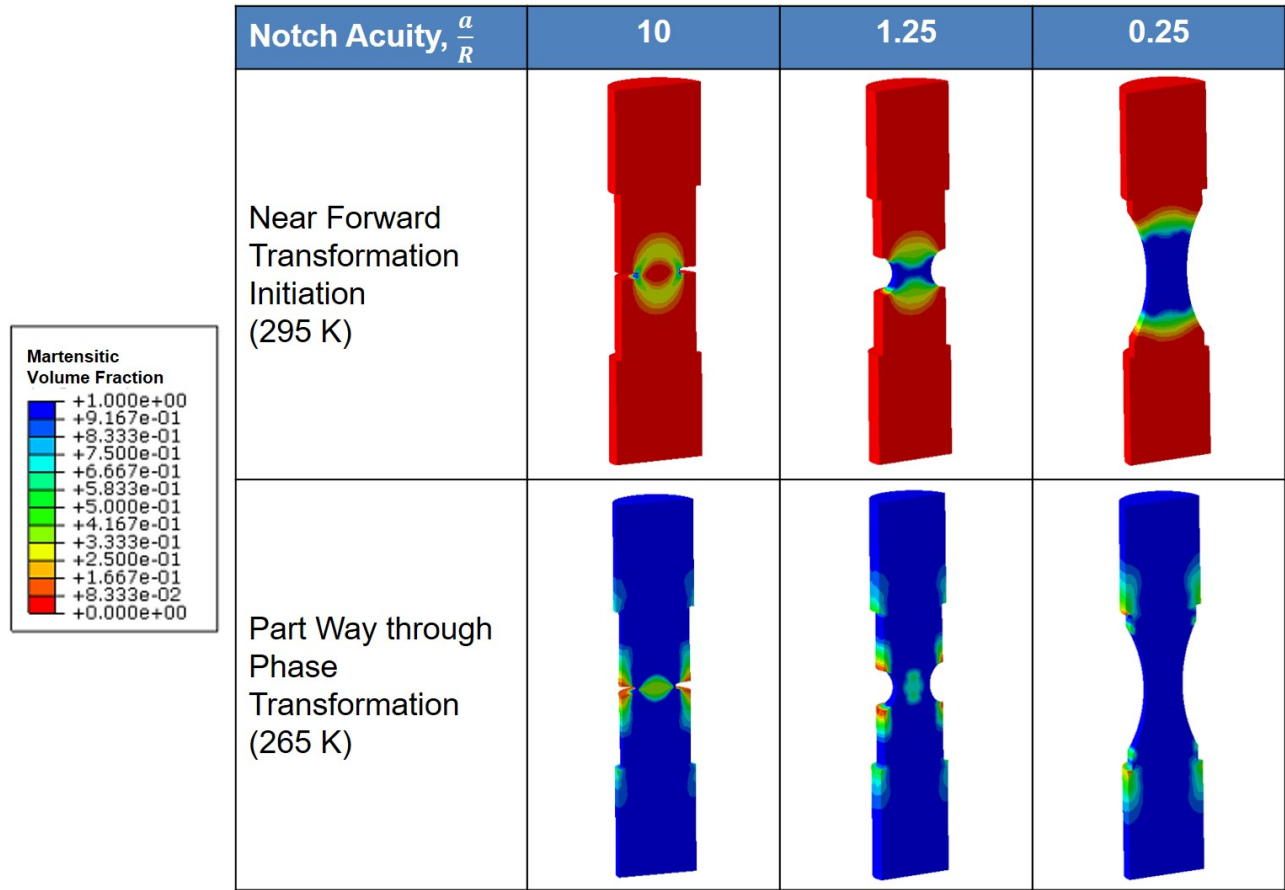 Notch Acuity, a/R
10
1.25
0.25
Near Forward
Transformation
Initiation
(295 K)
Martensitic
Volume Fraction
+1.000e+00
+9.167e-01
+8.333e-01
+7.500e-01
+6.667e-01
+5.833e-01
+5.000e-01
+4.167e-01
+3.333e-01
+2.500e-01
+1.667e-01
+8.333e-02
+0.000e+00
Part Way through
Phase
Transformation
(265 K)